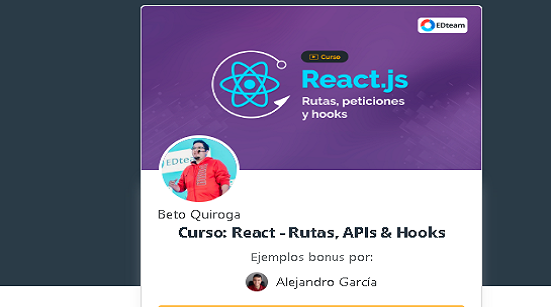 EDteam
Curso
React.js
Rutas, peticiones
y hooks
#EDteam
Beto Quiroga
Curso: React - Rutas, APIs & Hooks
Ejemplos bonus por:
Alejandro García